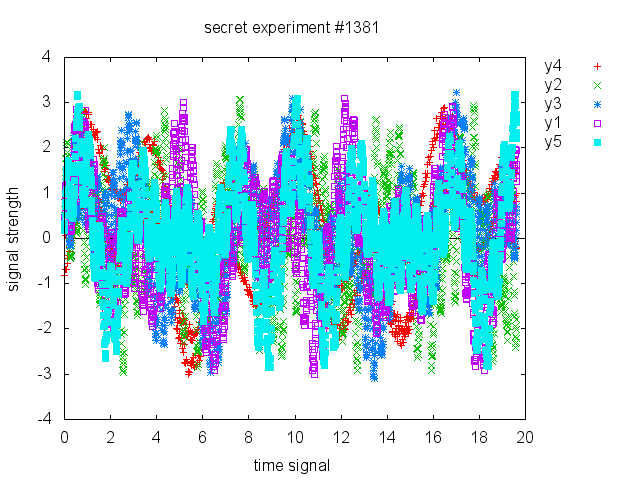 secret experiment #1381
y4
y2
y3
y1
y5
4
3
2
1
0
-1
-2
-3
-4
signal strength
0 2 4 6 8 10 12 14 16 18 20
time signal